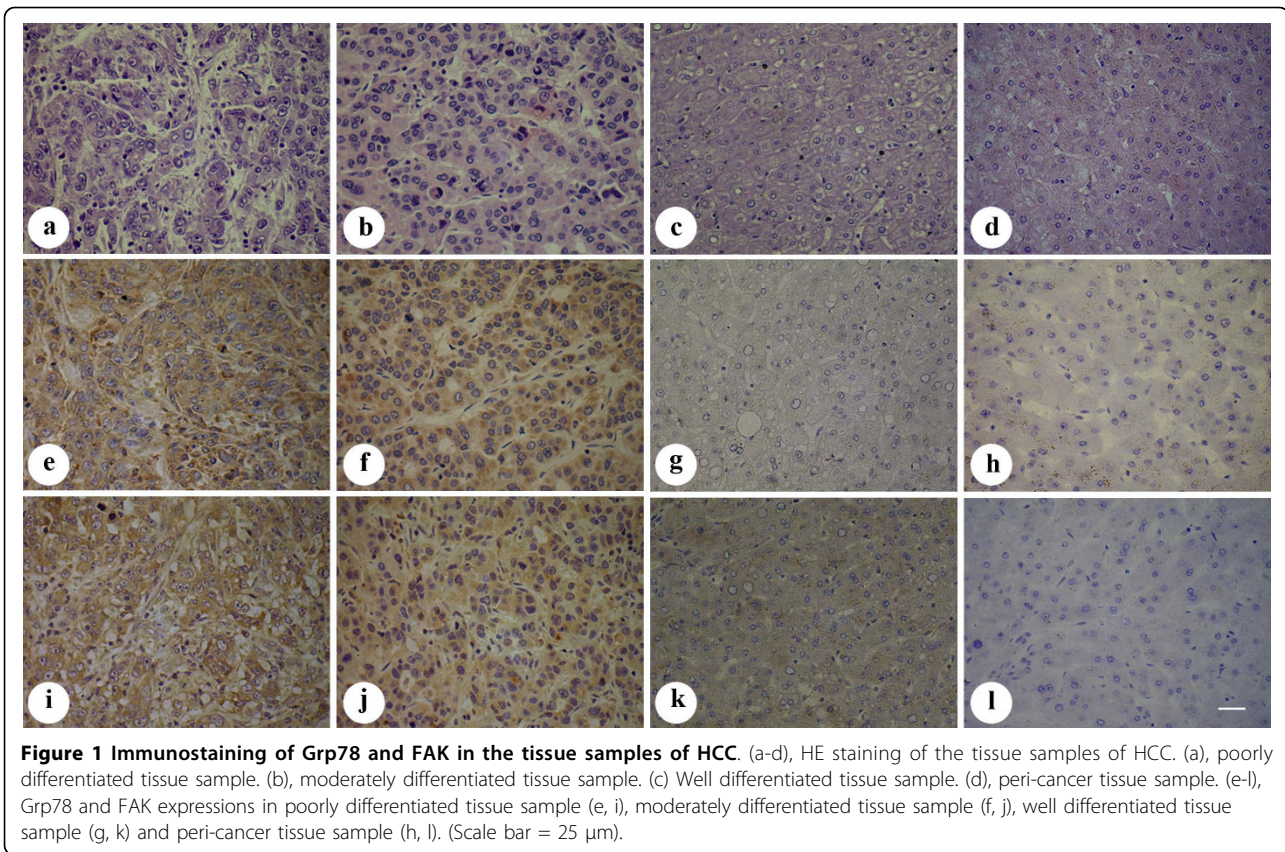 a
b
c
d
e
f
g
h
i
j
k
l
Figure 1 Immunostaining of Grp78 and FAK in the tissue samples of HCC. (a-d), HE staining of the tissue samples of HCC. (a), poorly
differentiated tissue sample. (b), moderately differentiated tissue sample. (c) Well differentiated tissue sample. (d), peri-cancer tissue sample. (e-l),
Grp78 and FAK expressions in poorly differentiated tissue sample (e, i), moderately differentiated tissue sample (f, j), well differentiated tissue
sample (g, k) and peri-cancer tissue sample (h, l). (Scale bar = 25 μm).